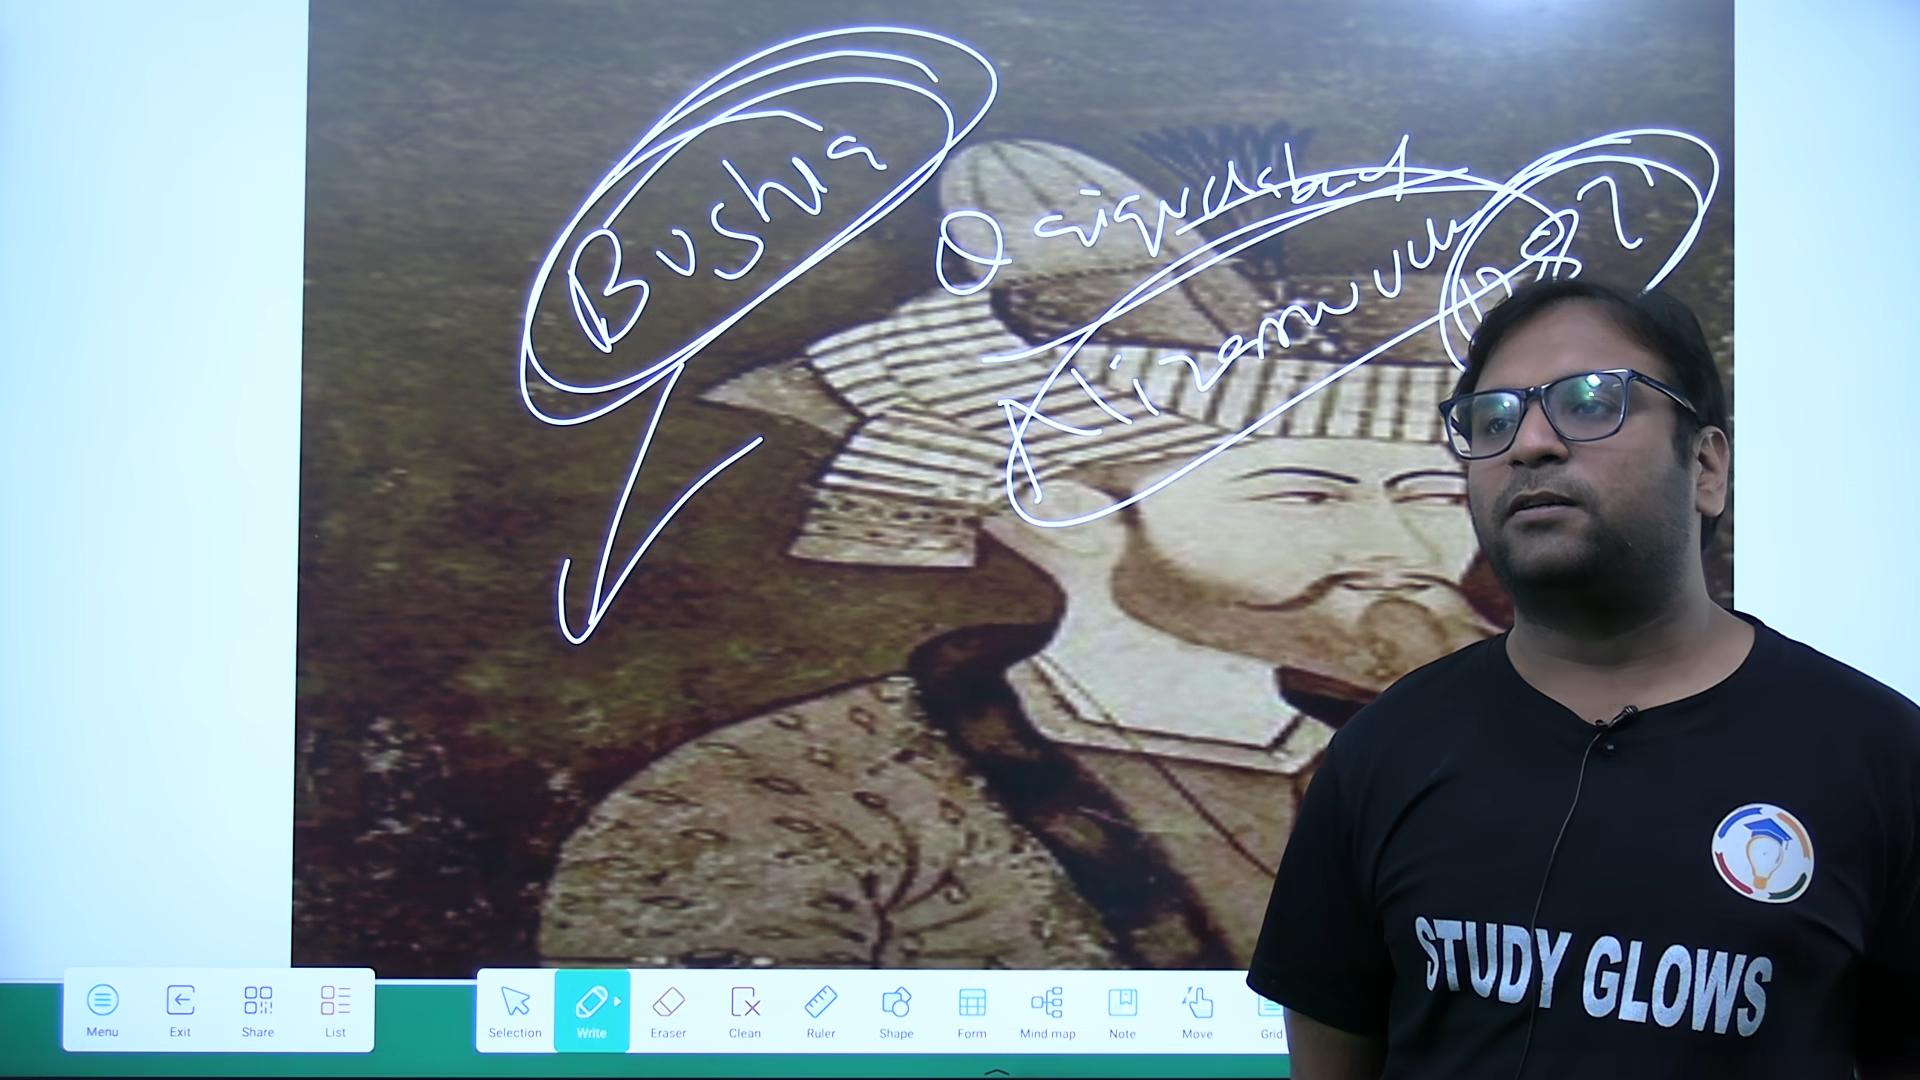 Bushra
STUDY GLOWS
Menu
Exit
Share
List
Selection
Write
Eraser
Clean
Ruler
Shape
Form
Mind map
Note
Move
Grid